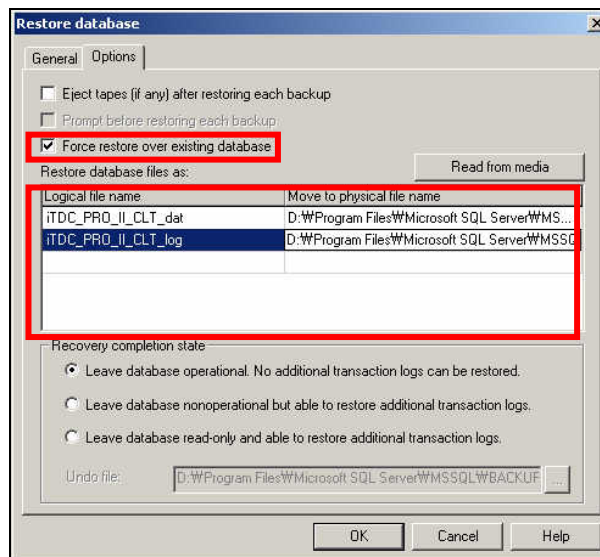 Restore database
General Options
Eject tapes (if any) after restoring each backup
Prompt before restoring each backup
Force restore over existing database
Restore database files as:
Read from media
Logical file name Move to physical file name
iTDC_PRO_II_CLT_dat D:₩Program Files₩Microsoft SQL Server₩MS...
iTDC_PRO_II_CLT_log D:₩Program Files₩Microsoft SQL Server₩MSSQ
Recovery completion state
Leave database operational. No additional transaction logs can be restored.
Leave database nonoperational but able to restore additional transaction logs.
Leave database read-only and able to restore additional transaction logs.
Undo file: D:₩Program Files₩Microsoft SQL Server₩MSSQL₩BACKUF ...
OK Cancel Help